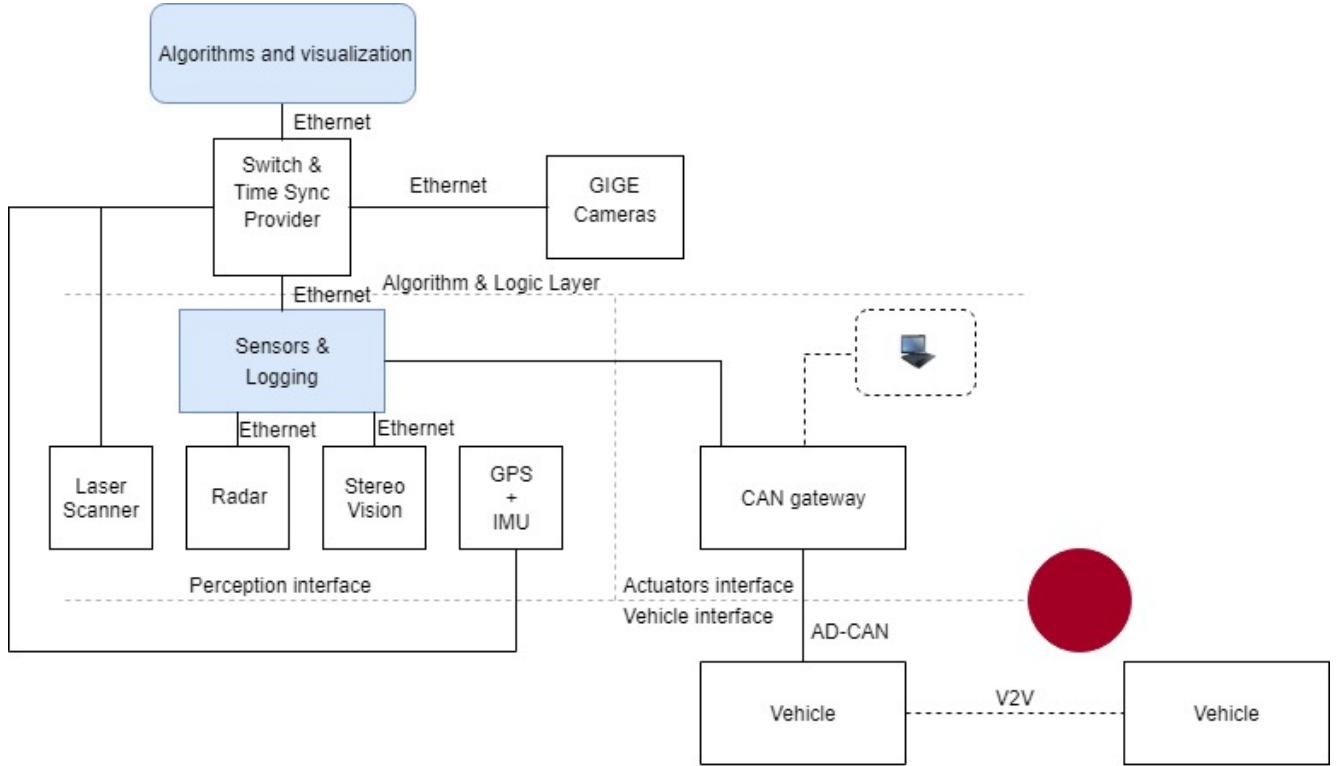 Algorithms and visualization
Ethernet
Switch &
Time Sync
Provider
Ethernet
GIGE
Cameras
Algorithm & Logic Layer
Ethernet
Sensors &
Logging
Ethernet
Ethernet
Laser
Scanner
Radar
Stereo
Vision
GPS
+
IMU
CAN gateway
Perception interface
Actuators interface
Vehicle interface
AD-CAN
Vehicle
V2V
Vehicle